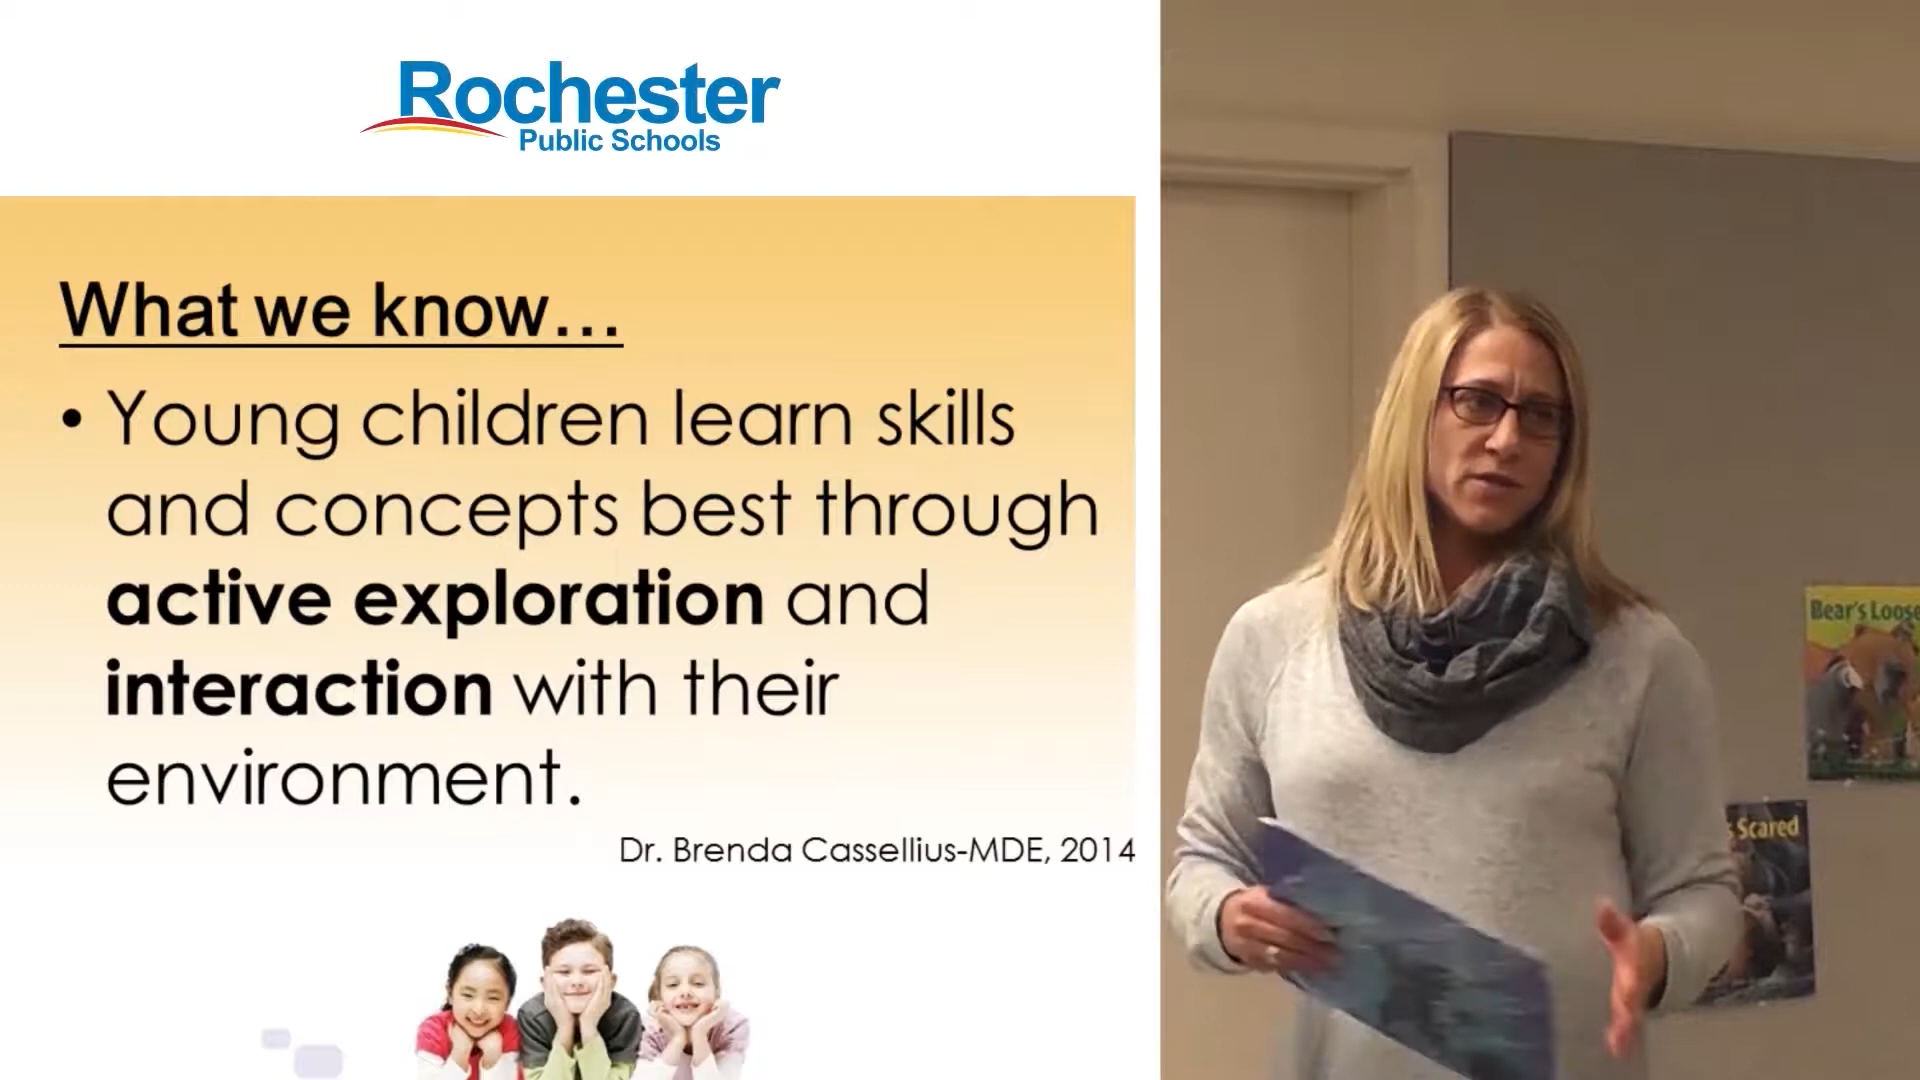 Rochester
Public Schools
What we know...
• Young children learn skills
and concepts best through
active exploration and
interaction with their
environment.
Dr. Brenda Cassellius-MDE, 2014
Bear's Loose
Scared